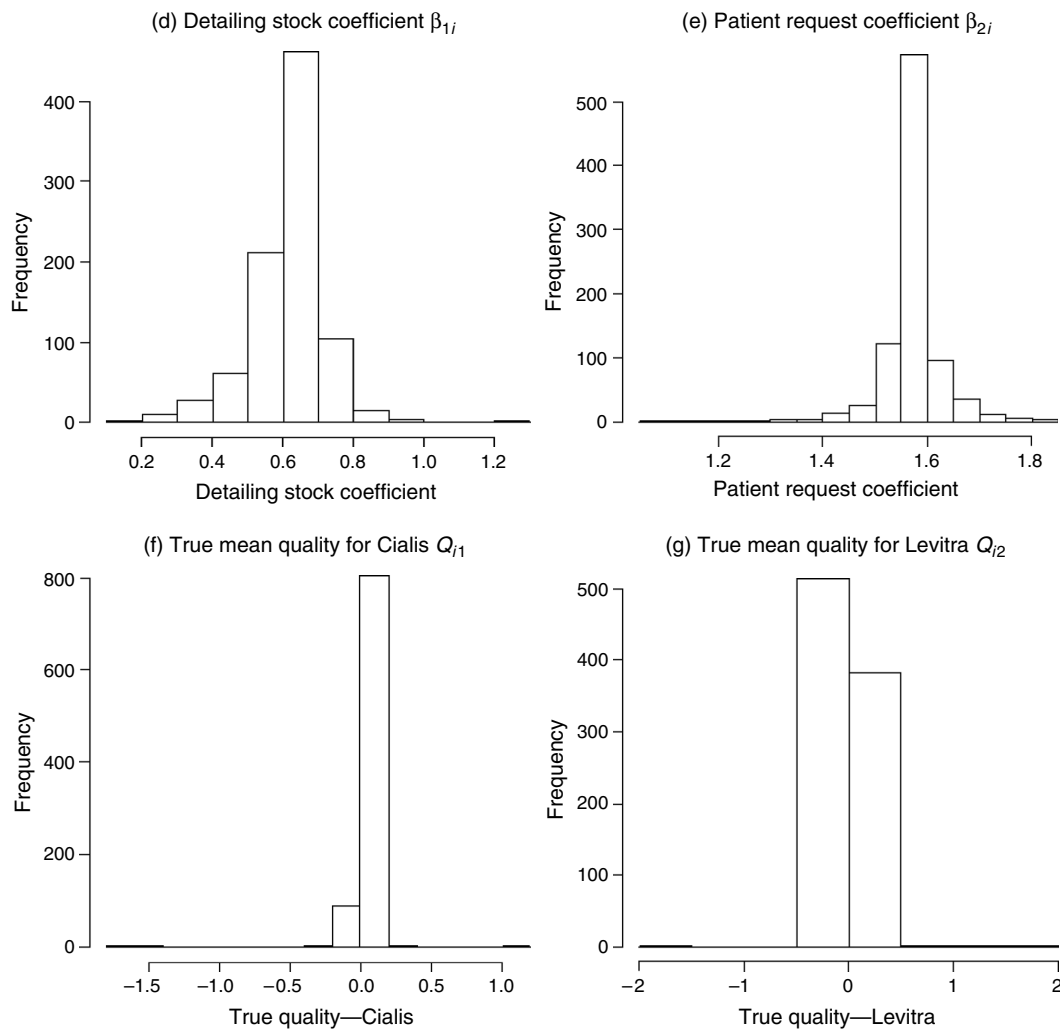 (d) Detailing stock coefficient β1i
400
300
200
100
0
Frequency
0.2 0.4 0.6 0.8 1.0 1.2
Detailing stock coefficient
(e) Patient request coefficient β2i
500
400
300
200
100
0
Frequency
1.2 1.4 1.6 1.8
Patient request coefficient
(f) True mean quality for Cialis Qi1
800
600
400
200
0
Frequency
−1.5 −1.0 −0.5 0.0 0.5 1.0
True quality—Cialis
(g) True mean quality for Levitra Qi2
500
400
300
200
100
0
Frequency
−2 −1 0 1 2
True quality—Levitra